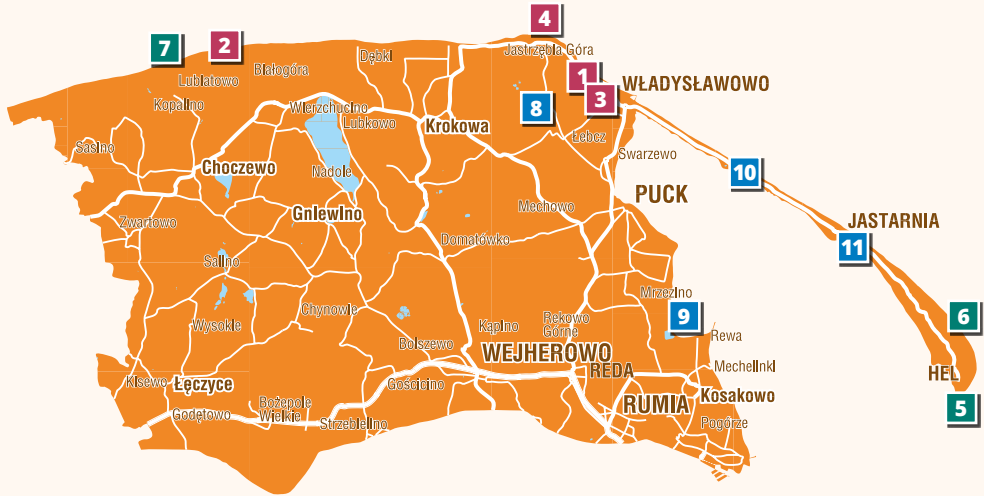 4
7
2
Jastrzębia Góra
Dębki
Białogóra
Lubiatowo
1
WŁADYSŁAWOWO
3
8
Kopalino
Wierzchucino
Lubkowo
Krokowa
Łebcz
Sasino
Swarzewo
Choczewo
Nadole
10
PUCK
Gniewino
Mechowo
Zwartowo
JASTARNIA
Domatówko
11
Salino
Mrzezino
Chynowie
Wysokie
9
6
Kąpino
Rekowo
Górne
Rewa
Bolszewo
WEJHEROWO
REDA
Mechelinki
HEL
Kisewo
Łęczyce
Gościcino
Kosakowo
Bożepole
Wielkie
RUMIA
5
Godętowo
Strzebielino
Pogórze